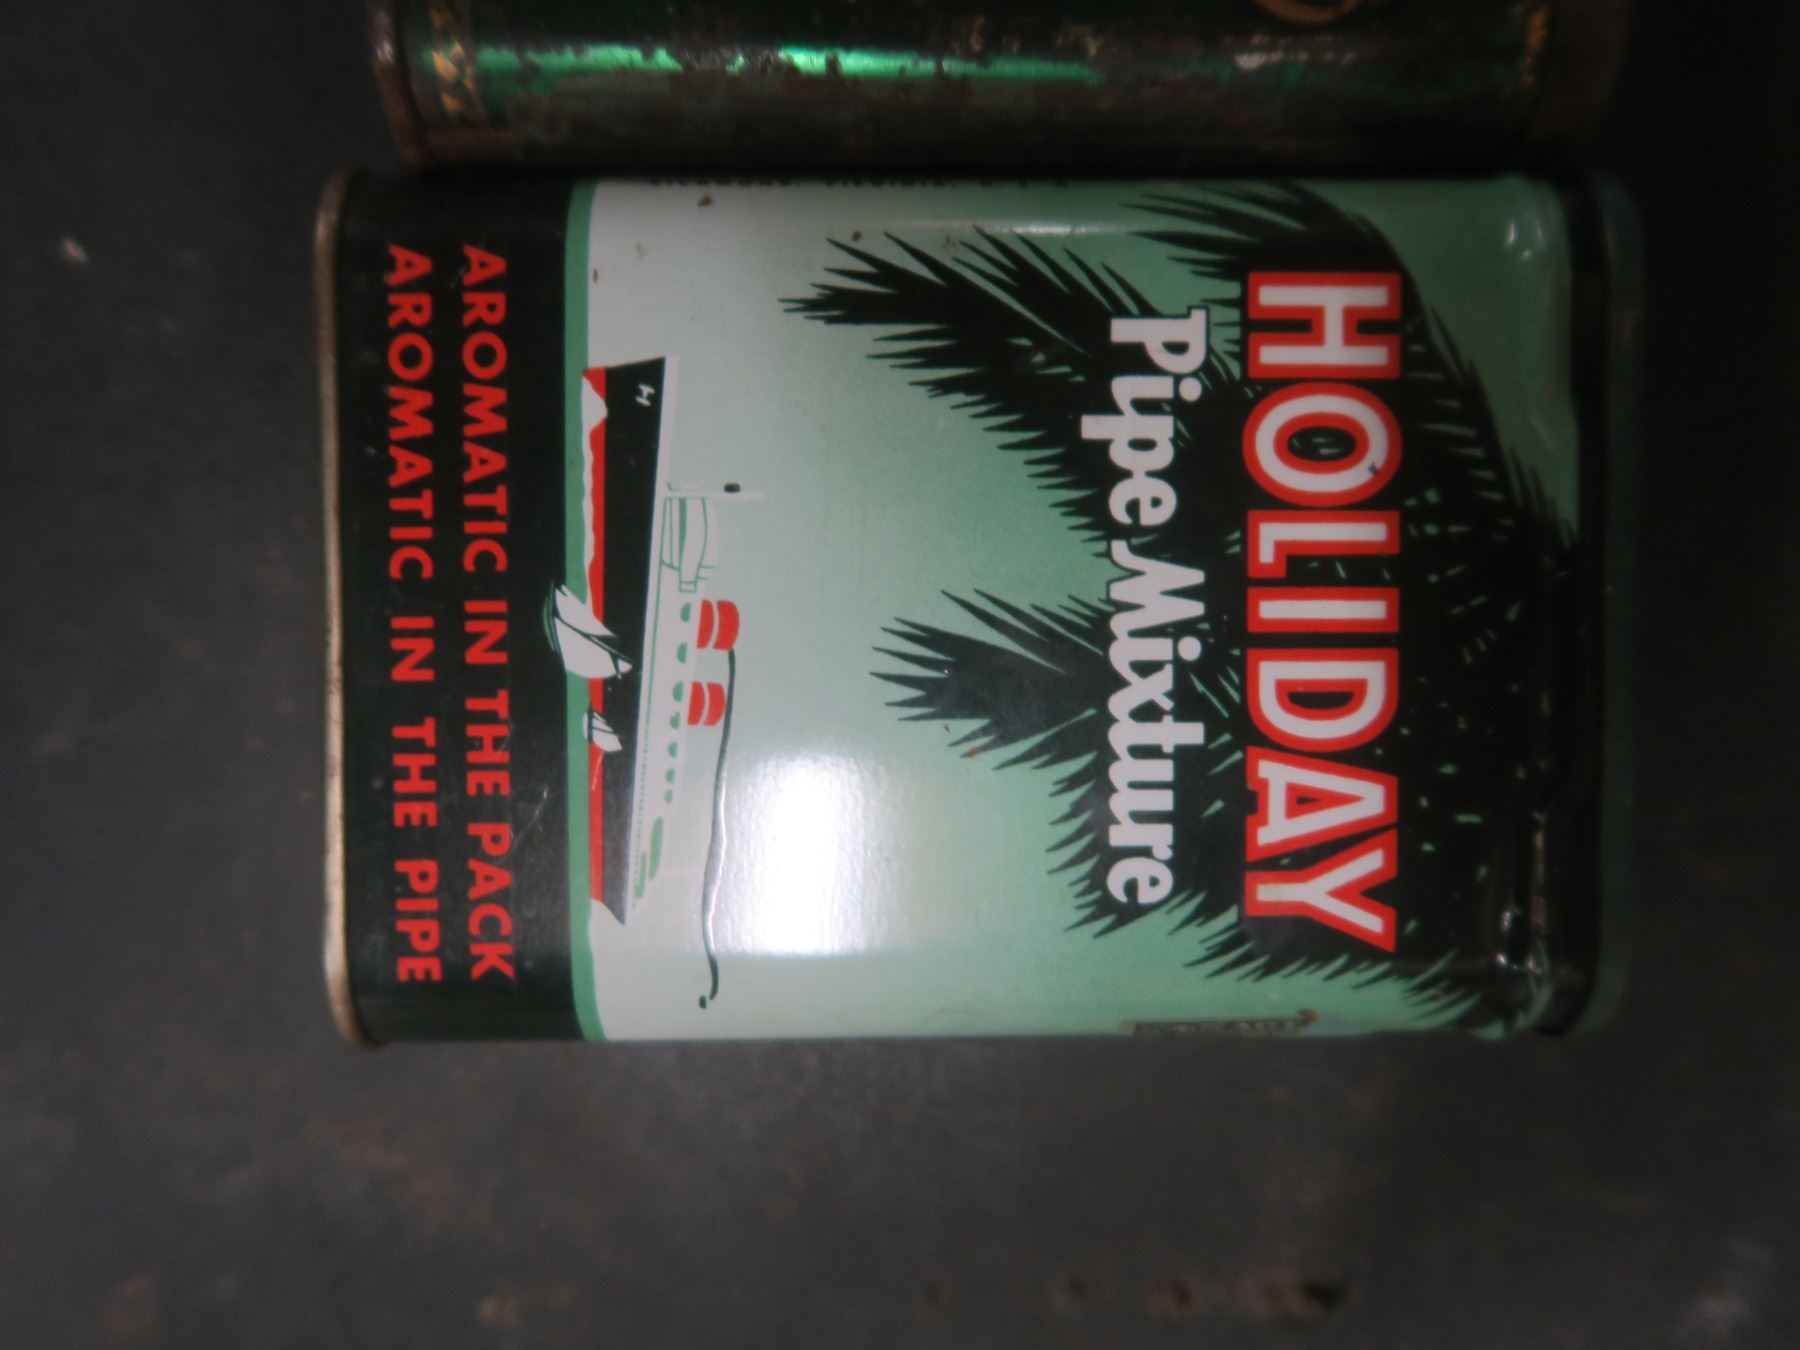 HOLIDAY
Pipe Mixture
H
AROMATIC IN THE PACK
AROMATIC IN THE PIPE